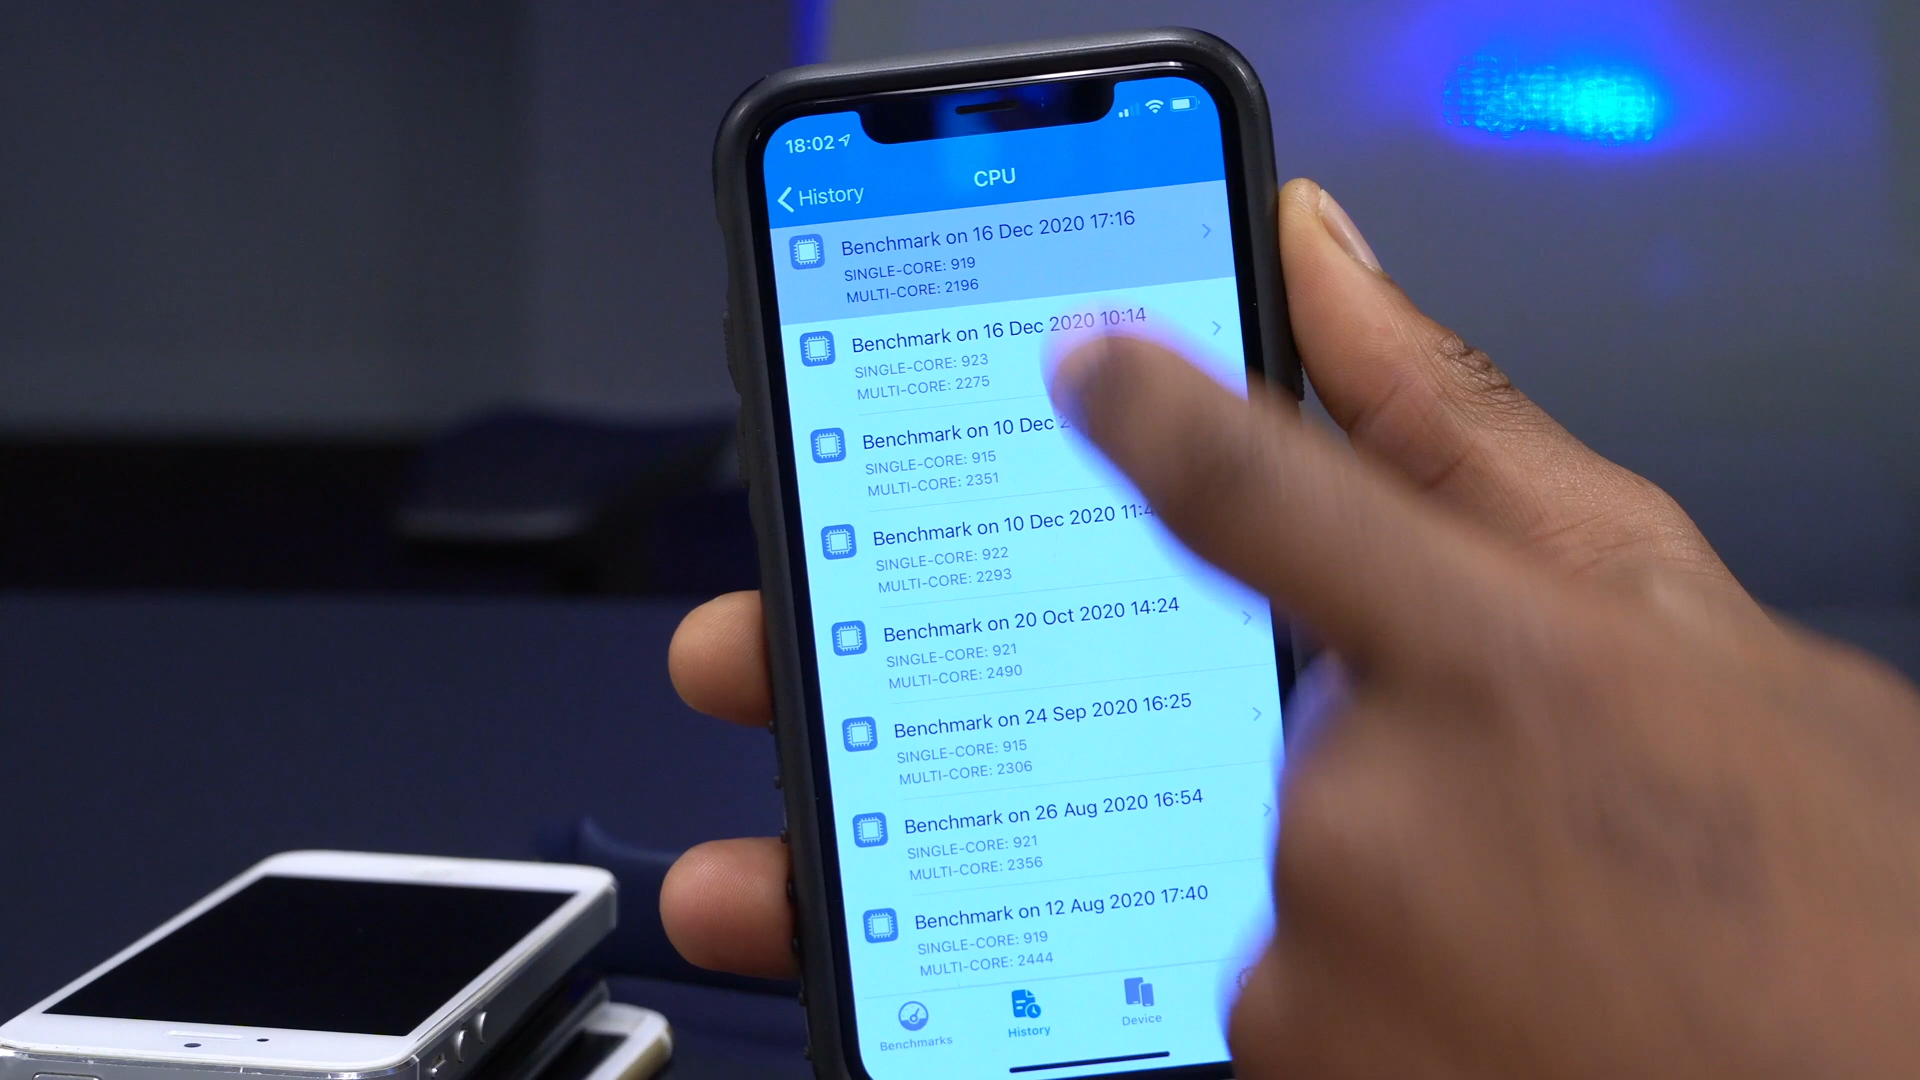 18:02
History
CPU
Benchmark on 16 Dec 2020 17:16
SINGLE-CORE: 919
MULTI-CORE: 2196
Benchmark on 16 Dec 2020 10:14
SINGLE-CORE: 923
MULTI-CORE: 2275
Benchmark on 10 Dec
SINGLE-CORE: 915
MULTI-CORE: 2351
Benchmark on 10 Dec 2020 11:4
SINGLE-CORE: 922
MULTI-CORE: 2293
Benchmark on 20 Oct 2020 14:24
SINGLE-CORE: 921
MULTI-CORE: 2490
Benchmark on 24 Sep 2020 16:25
SINGLE-CORE: 915
MULTI-CORE: 2306
Benchmark on 26 Aug 2020 16:54
SINGLE-CORE: 921
MULTI-CORE: 2356
Benchmark on 12 Aug 2020 17:40
SINGLE-CORE: 919
MULTI-CORE: 2444
Benchmarks
History
Device